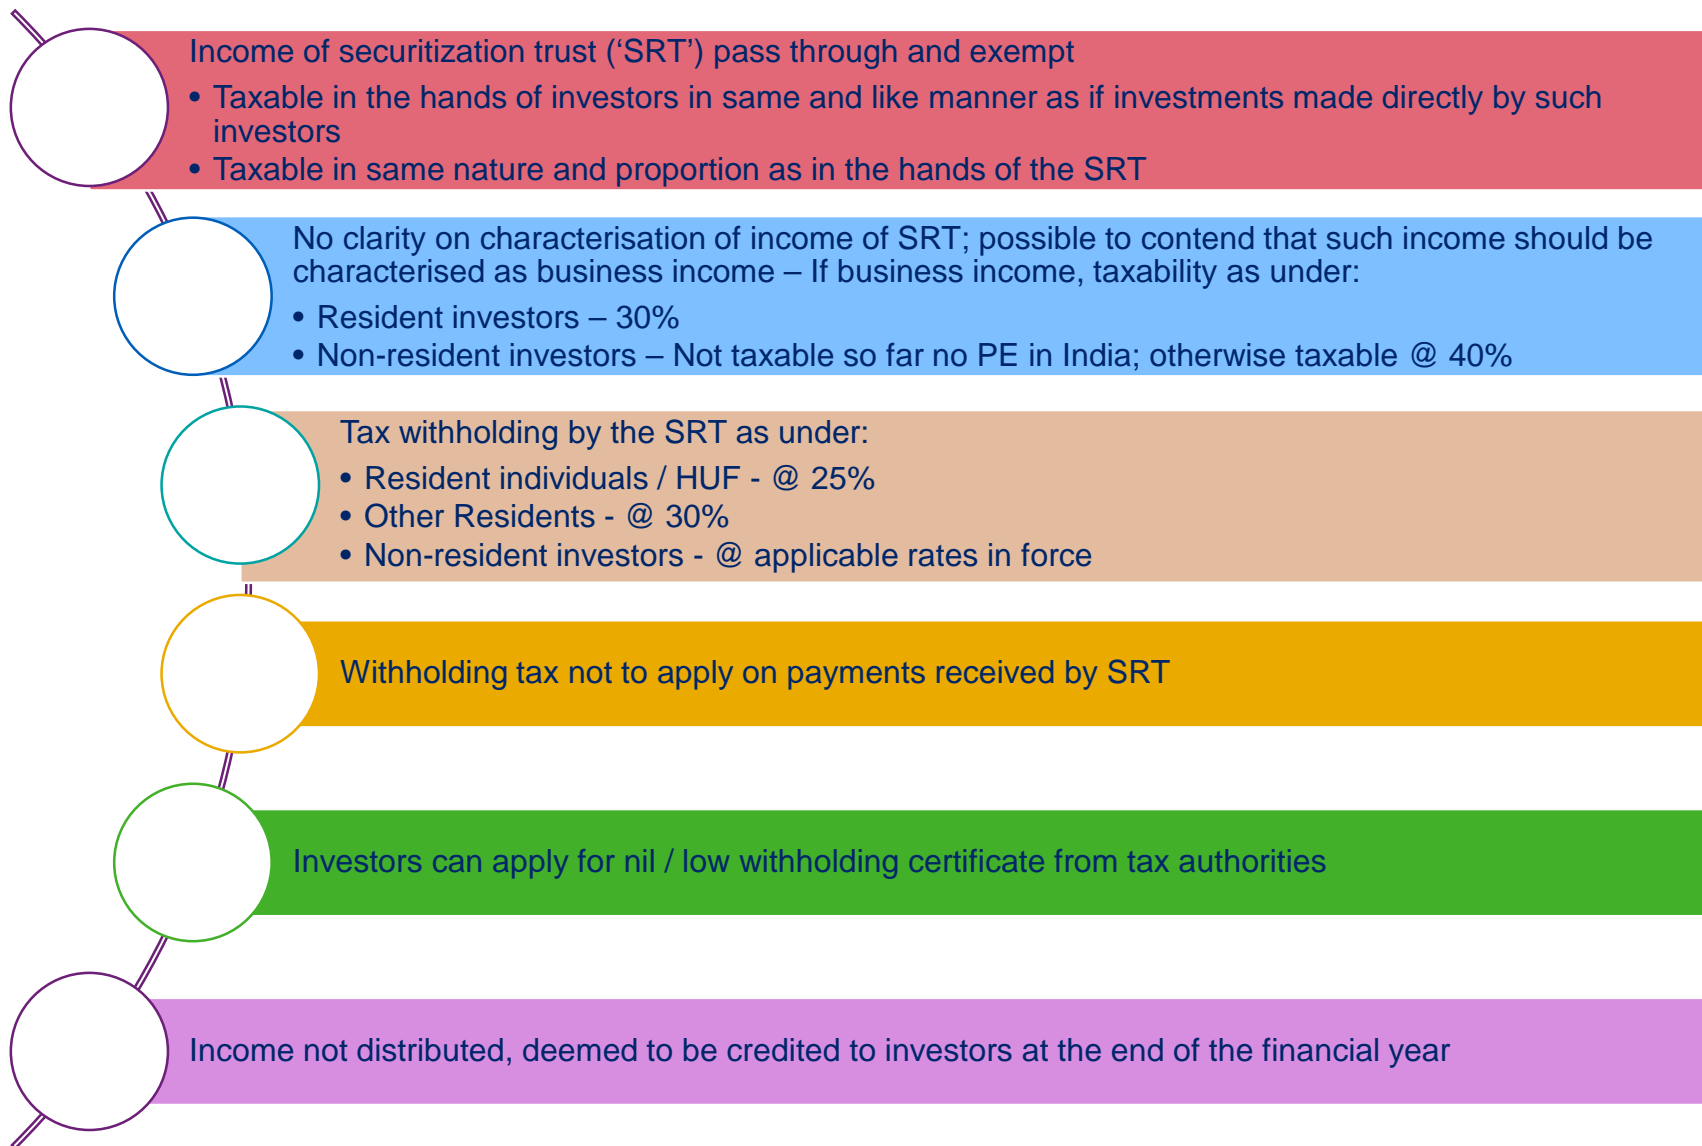 Income of securitization trust (‘SRT’) pass through and exempt
• Taxable in the hands of investors in same and like manner as if investments made directly by such
investors
• Taxable in same nature and proportion as in the hands of the SRT
No clarity on characterisation of income of SRT; possible to contend that such income should be
characterised as business income – If business income, taxability as under:
• Resident investors – 30%
• Non-resident investors – Not taxable so far no PE in India; otherwise taxable @ 40%
Tax withholding by the SRT as under:
• Resident individuals / HUF - @ 25%
• Other Residents - @ 30%
• Non-resident investors - @ applicable rates in force
Withholding tax not to apply on payments received by SRT
Investors can apply for nil / low withholding certificate from tax authorities
Income not distributed, deemed to be credited to investors at the end of the financial year